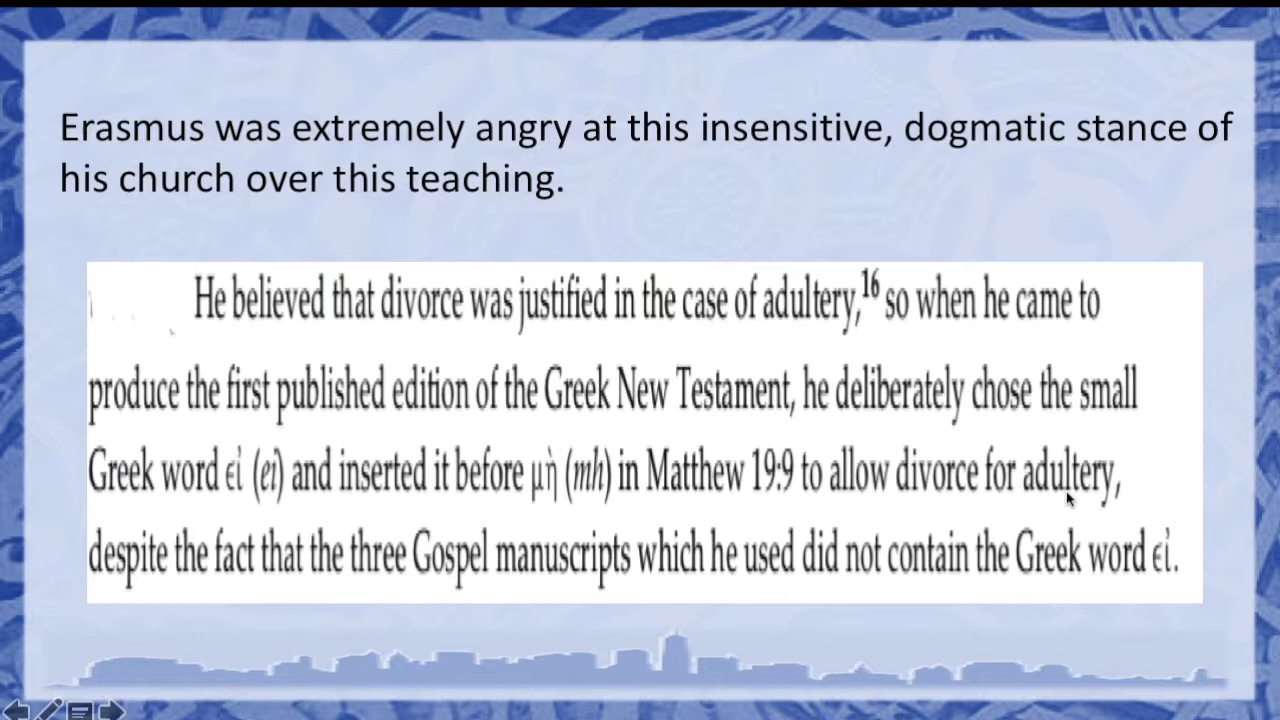 Erasmus was extremely angry at this insensitive, dogmatic stance of
his church over this teaching.
He believed that divorce was justified in the case of adultery,16 so when he came to
produce the first published edition of the Greek New Testament, he deliberately chose the small
Greek word εἰ (ei) and inserted it before μὴ (mh) in Matthew 19:9 to allow divorce for adultery,
despite the fact that the three Gospel manuscripts which he used did not contain the Greek word εἰ.